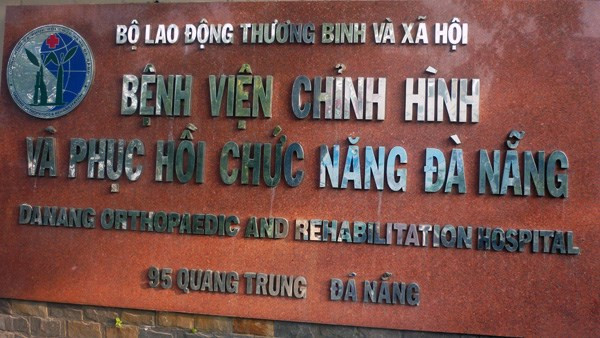 BỘ LAO ĐỘNG THƯƠNG BINH VÀ XÃ HỘI
BỆNH VIỆN CHỈNH HÌNH
VÀ PHỤC HỒI CHỨC NĂNG ĐÀ NẴNG
DANANG ORTHOPAEDIC AND REHABILITATION HOSPITAL
95 QUANG TRUNG ĐÀ NẴNG